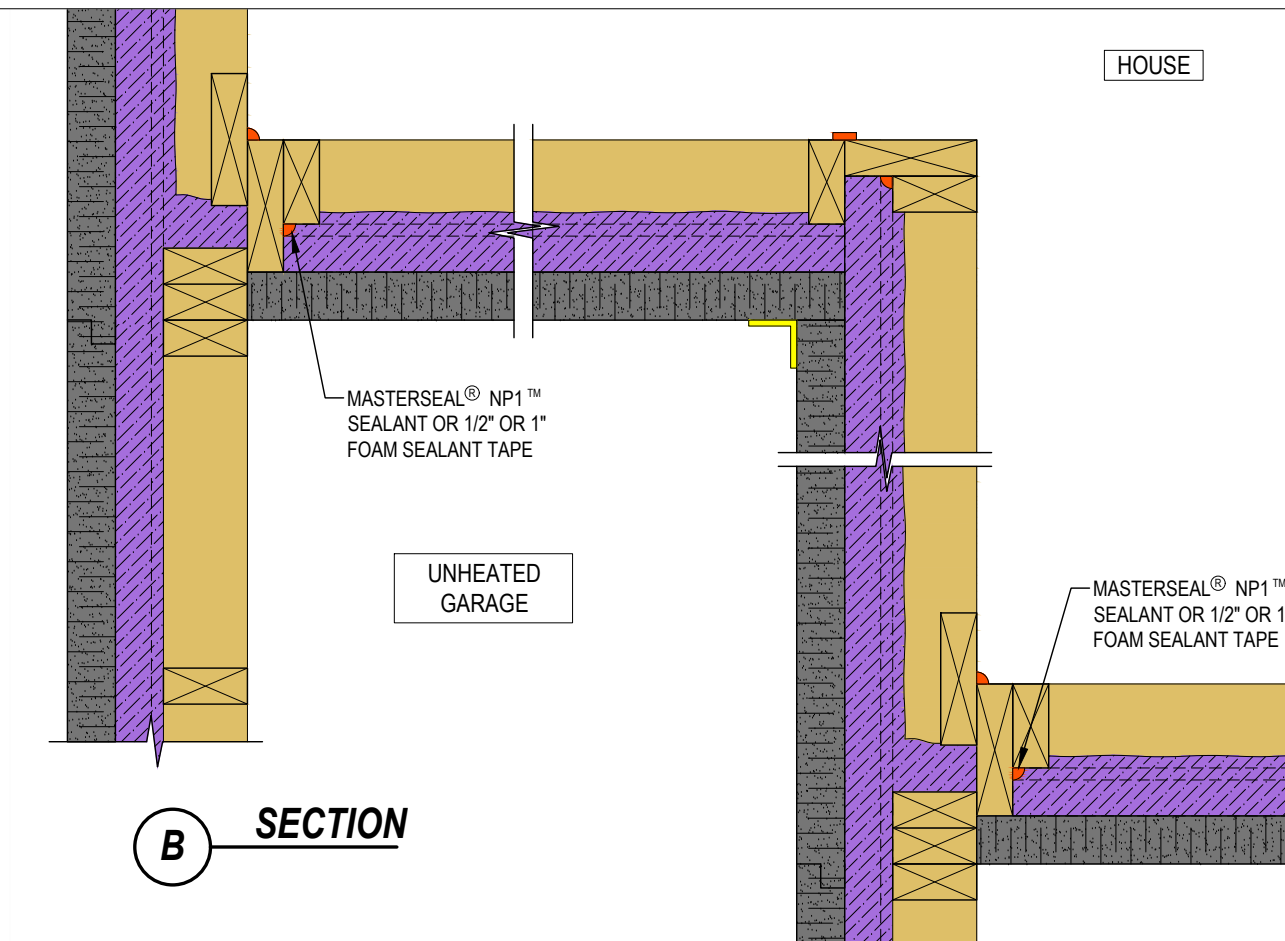 HOUSE
MASTERSEAL® NP1™
SEALANT OR 1/2" OR 1"
FOAM SEALANT TAPE
UNHEATED
GARAGE
MASTERSEAL® NP1™
SEALANT OR 1/2" OR 1
FOAM SEALANT TAPE
B SECTION